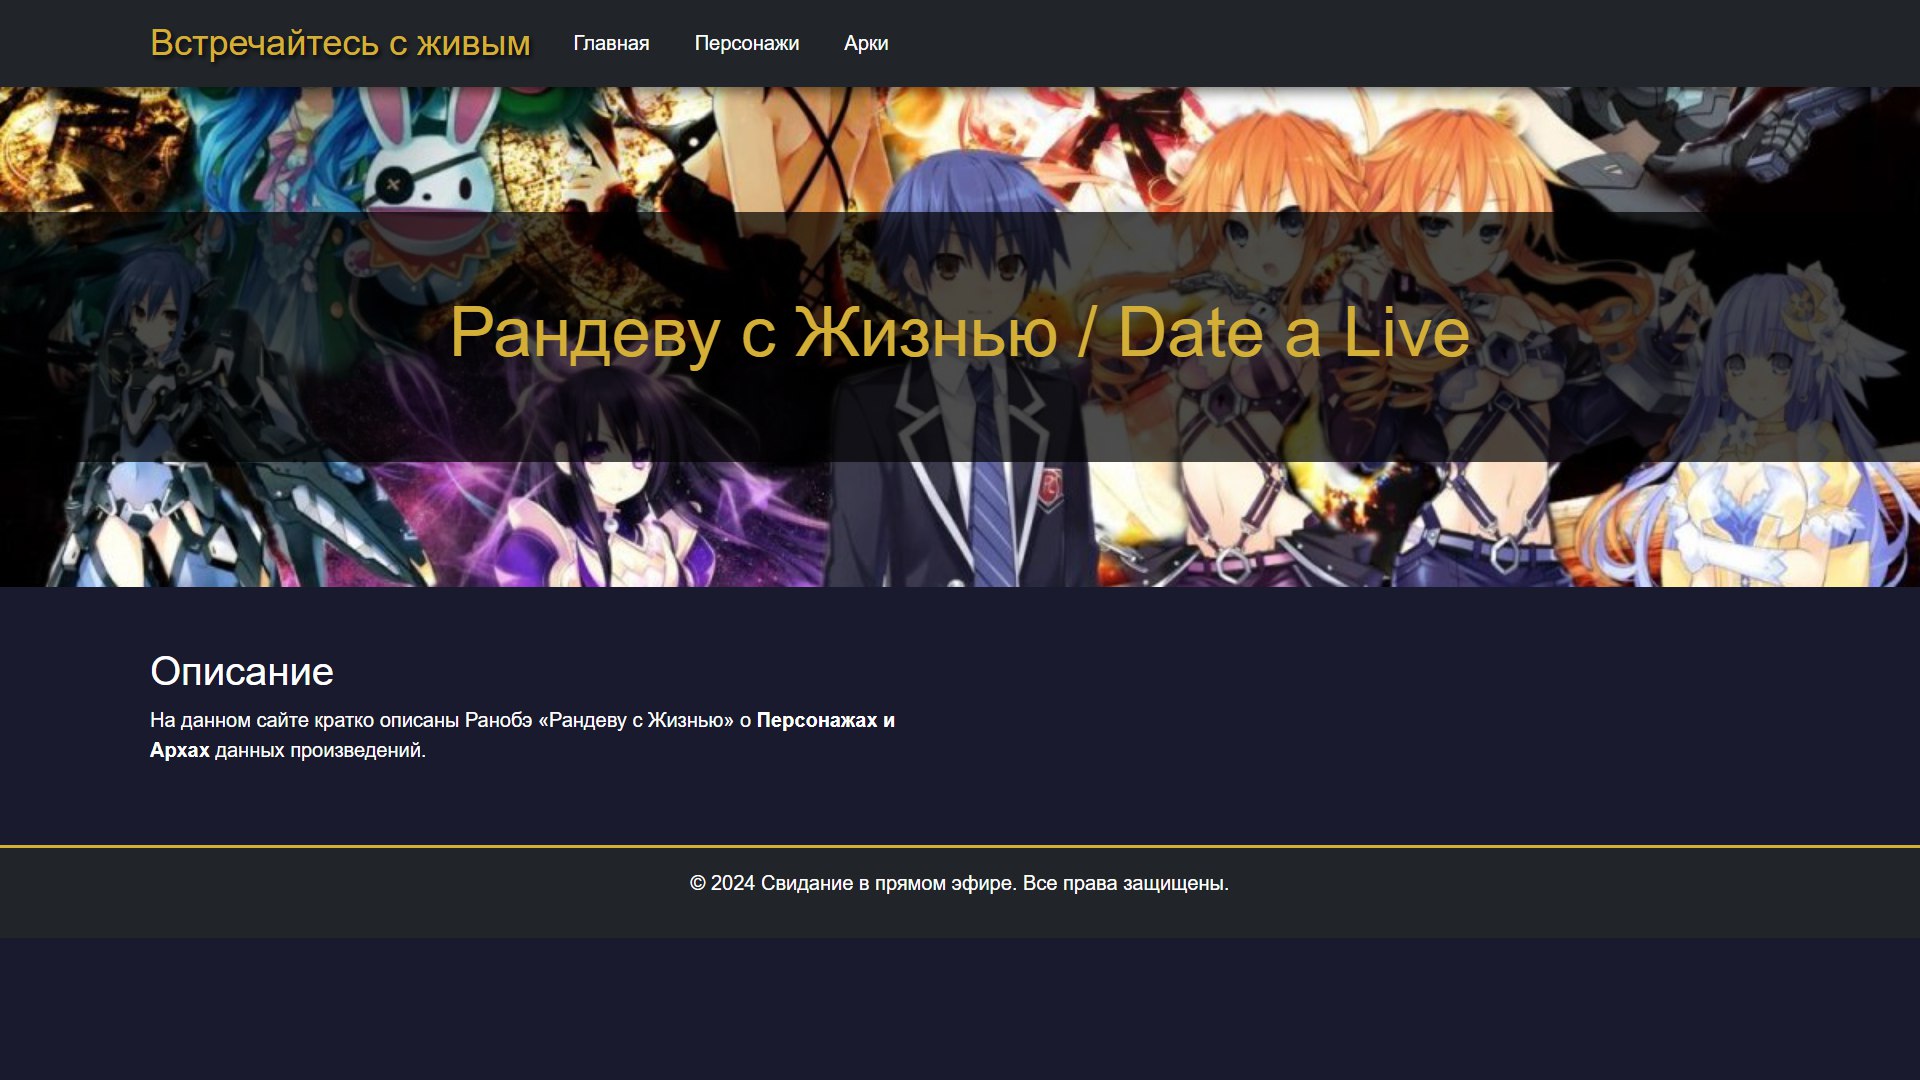 Встречайтесь с живым
Главная
Персонажи
Арки
Рандеву с Жизнью / Date a Live
Описание
На данном сайте кратко описаны Ранобэ «Рандеву с Жизнью» о Персонажах и
Архах данных произведений.
© 2024 Свидание в прямом эфире. Все права защищены.